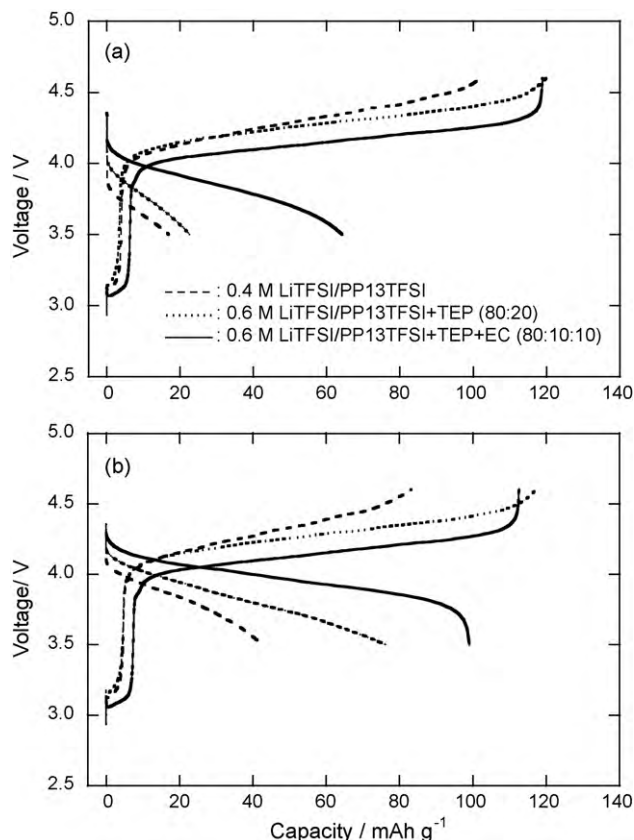 (a)
5.0
4.5
4.0
3.5
3.0
2.5
Voltage / V
: 0.4 M LiTFSI/PP13TFSI
: 0.6 M LiTFSI/PP13TFSI+TEP (80:20)
: 0.6 M LiTFSI/PP13TFSI+TEP+EC (80:10:10)
0 20 40 60 80 100 120 140
(b)
5.0
4.5
4.0
3.5
3.0
2.5
Voltage/ V
0 20 40 60 80 100 120 140
Capacity / mAh g⁻¹